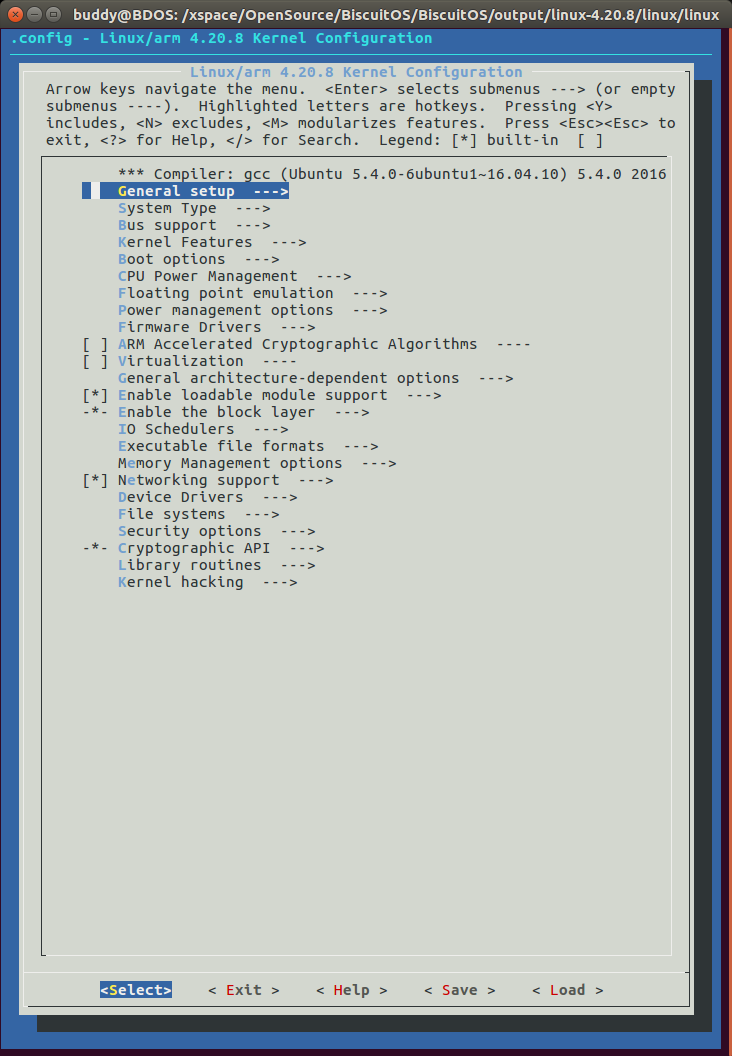 buddy@BDOS: /xspace/OpenSource/BiscuitOS/BiscuitOS/output/linux-4.20.8/linux/linux
.config - Linux/arm 4.20.8 Kernel Configuration
Linux/arm 4.20.8 Kernel Configuration
Arrow keys navigate the menu.  <Enter> selects submenus ---> (or empty
submenus ----).  Highlighted letters are hotkeys.  Pressing <Y>
includes, <N> excludes, <M> modularizes features.  Press <Esc><Esc> to
exit, <?> for Help, </> for Search.  Legend: [*] built-in  [ ]
*** Compiler: gcc (Ubuntu 5.4.0-6ubuntu1~16.04.10) 5.4.0 2016
General setup  --->
System Type  --->
Bus support  --->
Kernel Features  --->
Boot options  --->
CPU Power Management  --->
Floating point emulation  --->
Power management options  --->
Firmware Drivers  --->
[ ] ARM Accelerated Cryptographic Algorithms  ----
[ ] Virtualization  ----
General architecture-dependent options  --->
[*] Enable loadable module support  --->
-*- Enable the block layer  --->
IO Schedulers  --->
Executable file formats  --->
Memory Management options  --->
[*] Networking support  --->
Device Drivers  --->
File systems  --->
Security options  --->
-*- Cryptographic API  --->
Library routines  --->
Kernel hacking  --->
<Select>    < Exit >    < Help >    < Save >    < Load >